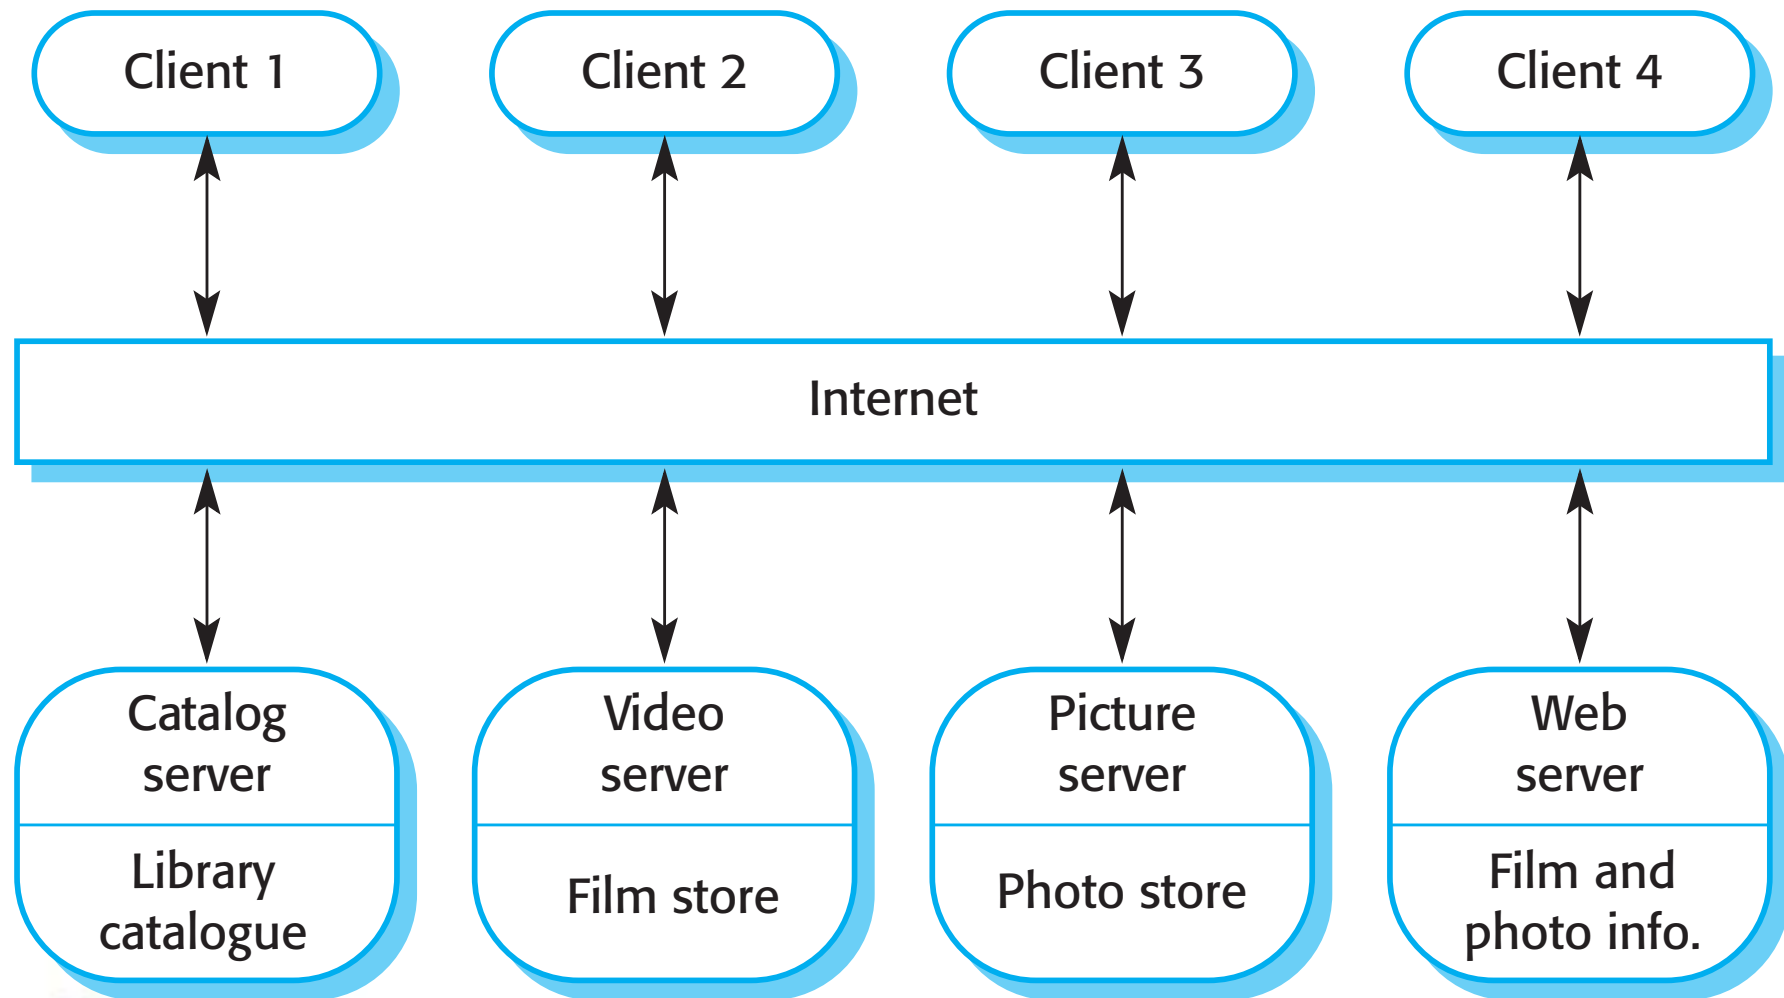 Client 1
Client 2
Client 3
Client 4
Internet
Catalog
server
Library
catalogue
Video
server
Film store
Picture
server
Photo store
Web
server
Film and
photo info.